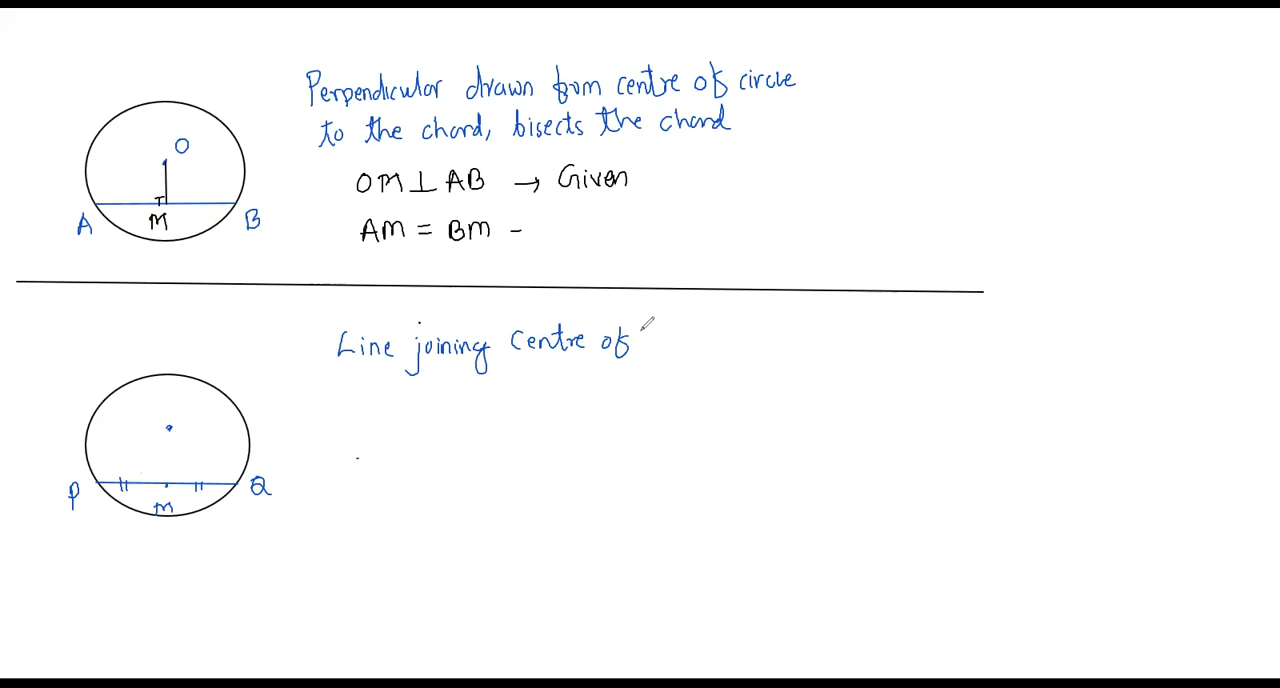 Perpendicular drawn from centre of circle
to the chord, bisects the chord
O
A M B
OM ⊥ AB → Given
AM = BM -
Line joining centre of
P M Q